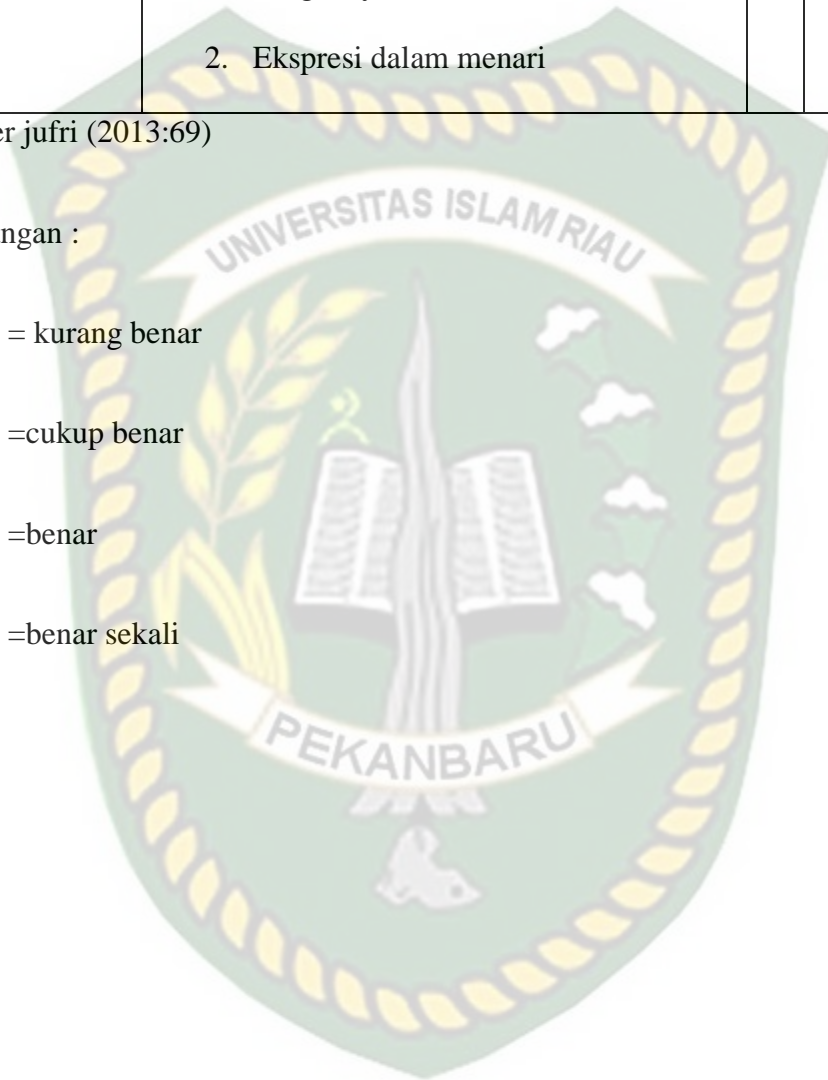 2. Ekspresi dalam menari
er jufri (2013:69)
ngan :
= kurang benar
=cukup benar
=benar
=benar sekali
UNIVERSITAS ISLAM RIAU
PEKANBARU